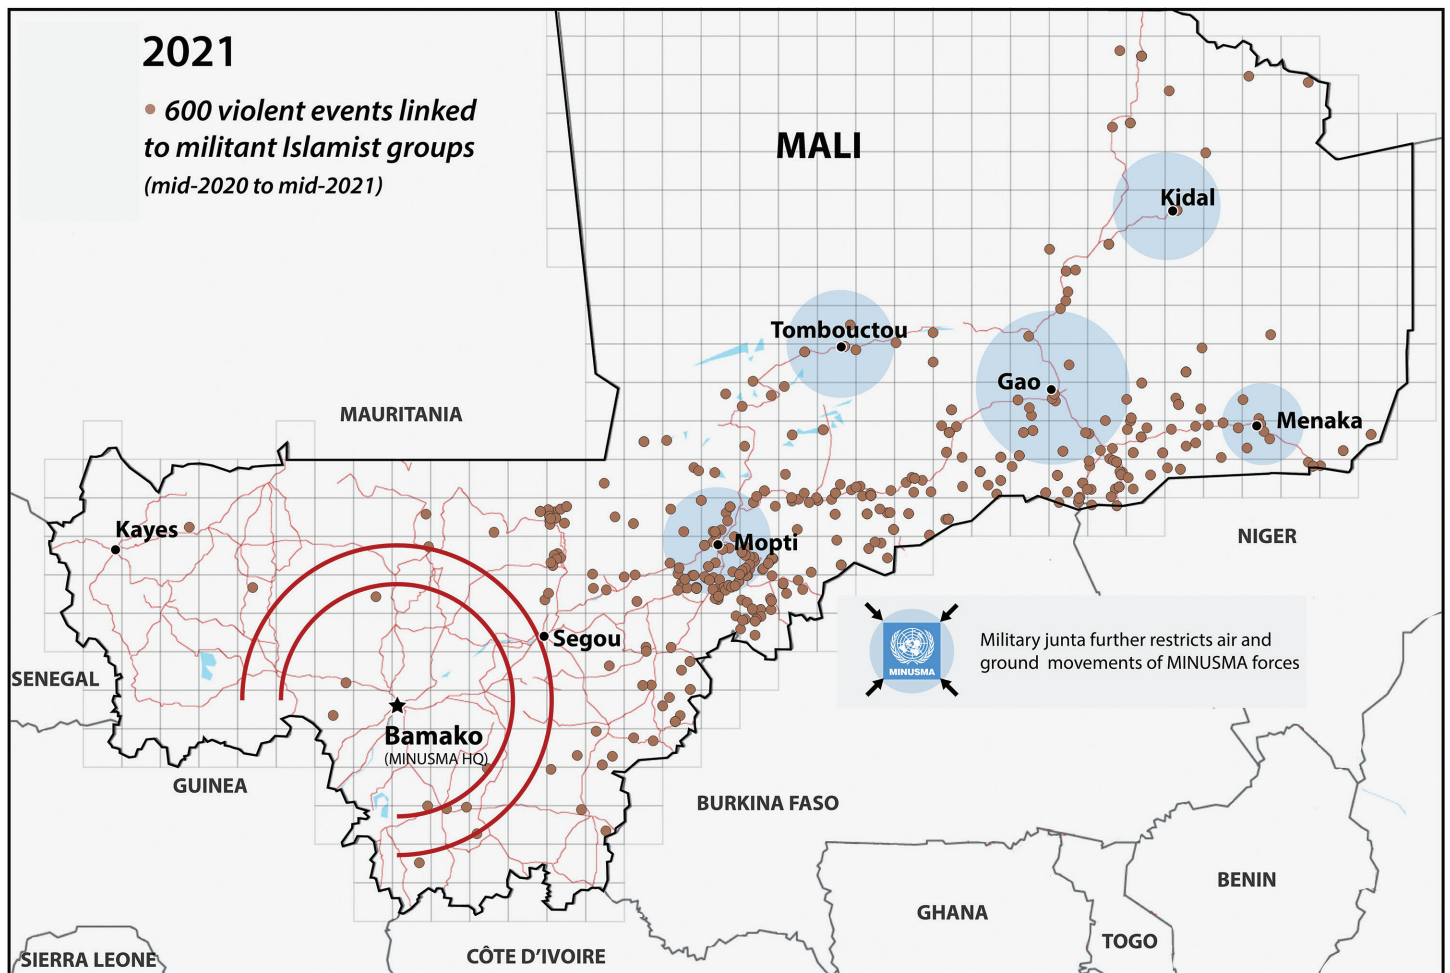 2021
600 violent events linked
to militant Islamist groups
(mid-2020 to mid-2021)
MALI
Kidal
Tombouctou
Gao
Menaka
MAURITANIA
Kayes
Mopti
NIGER
Segou
Military junta further restricts air and
ground movements of MINUSMA forces
MINUSMA
SENEGAL
Bamako
(MINUSMA HQ)
GUINEA
BURKINA FASO
BENIN
GHANA
TOGO
CÔTE D’IVOIRE
SIERRA LEONE